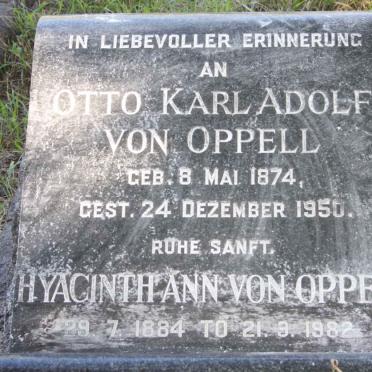 IN LIEBEVOLLER ERINNERUNG
AN
OTTO KARL ADOLF
VON OPPELL
GEB. 8 MAI 1874,
GEST. 24 DEZEMBER 1950.
RUHE SANFT.
HYACINTH ANN VON OPPE
29.7.1884 TO 21.9.1982